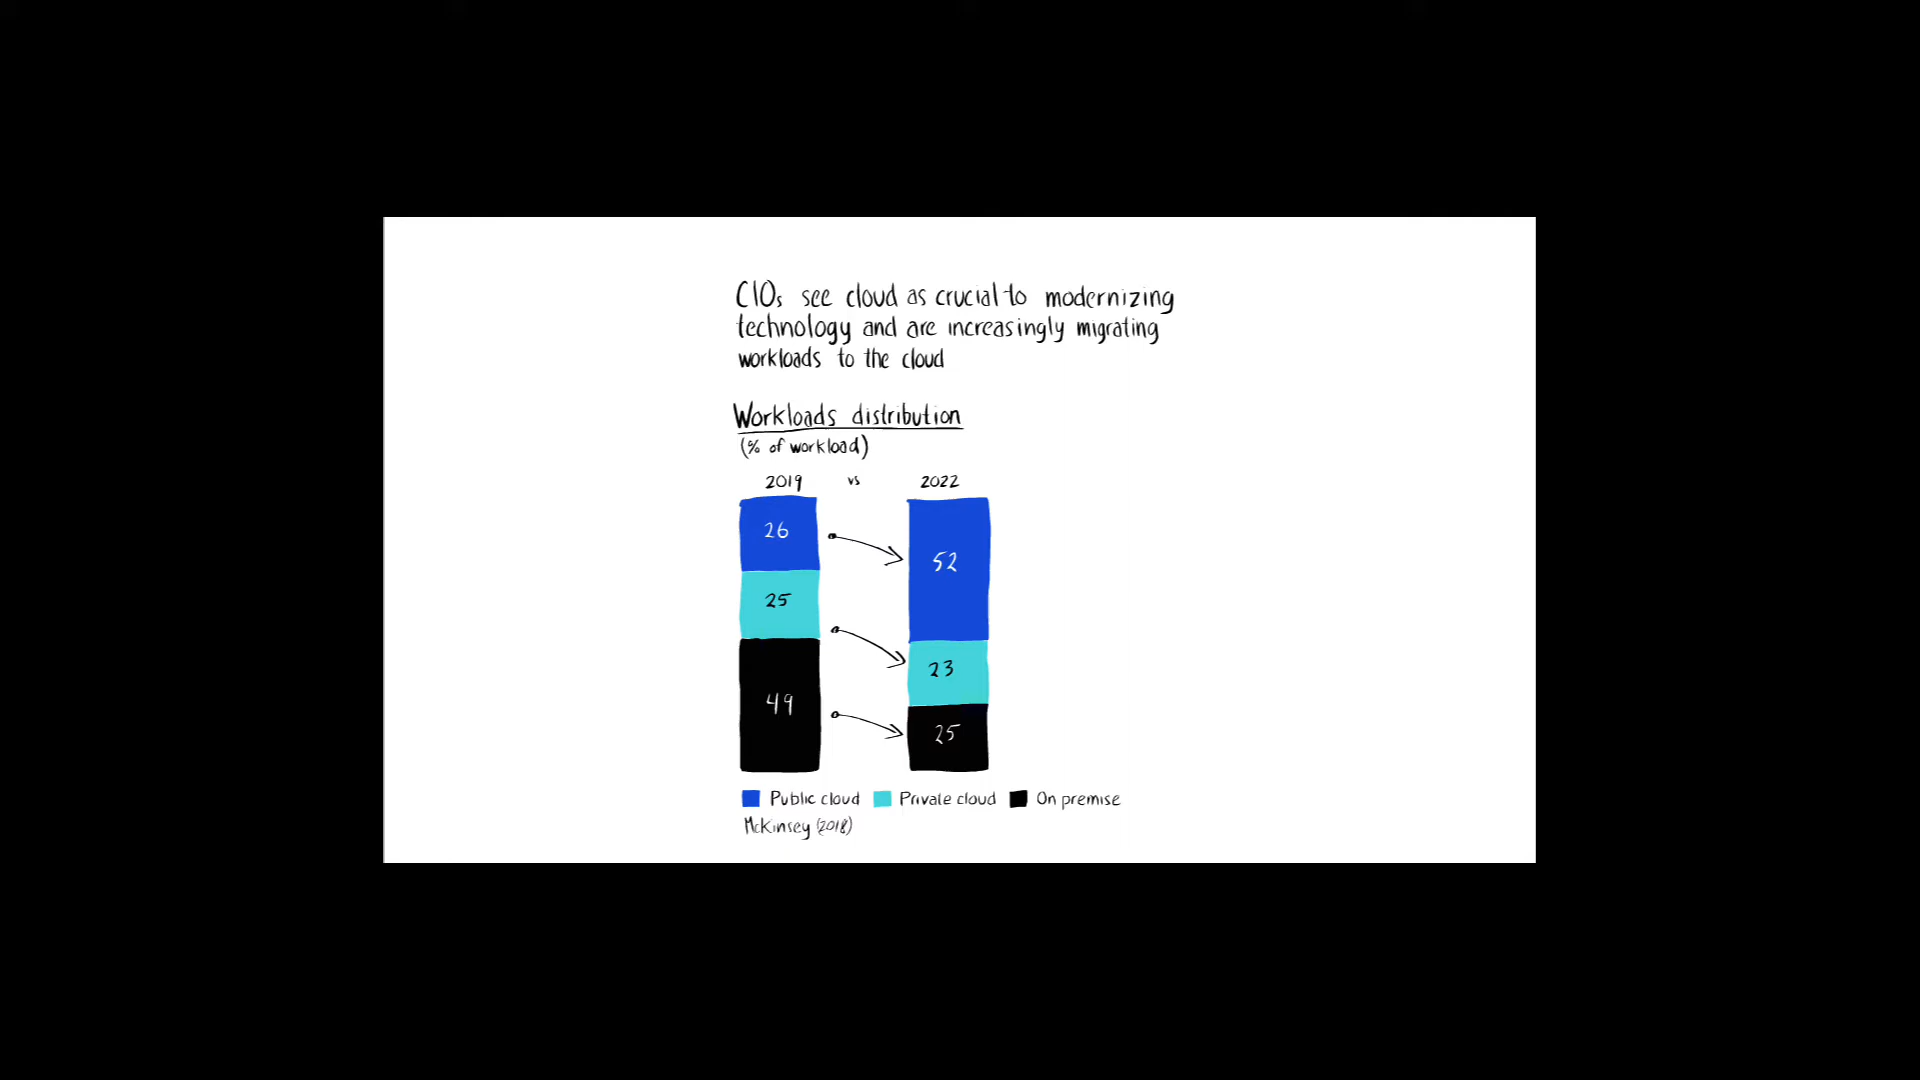 CIOs see cloud as crucial to modernizing
technology and are increasingly migrating
workloads to the cloud
Workloads distribution
(% of workload)
2019 vs 2022
26
52
25
23
49
25
Public cloud Private cloud On premise
McKinsey (2018)